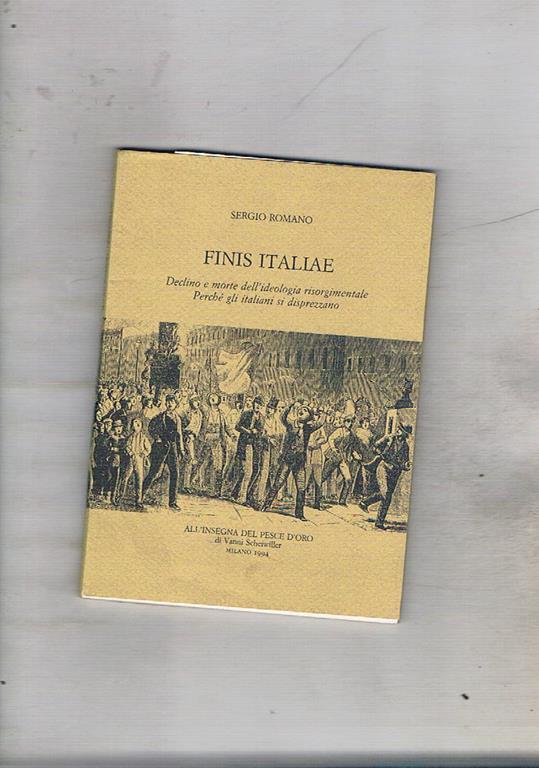 SERGIO ROMANO
FINIS ITALIAE
Declino e morte dell'ideologia risorgimentale
Perchè gli italiani si disprezzano
ALL'INSEGNA DEL PESCE D'ORO
di Vanni Scheiwiller
MILANO 1994